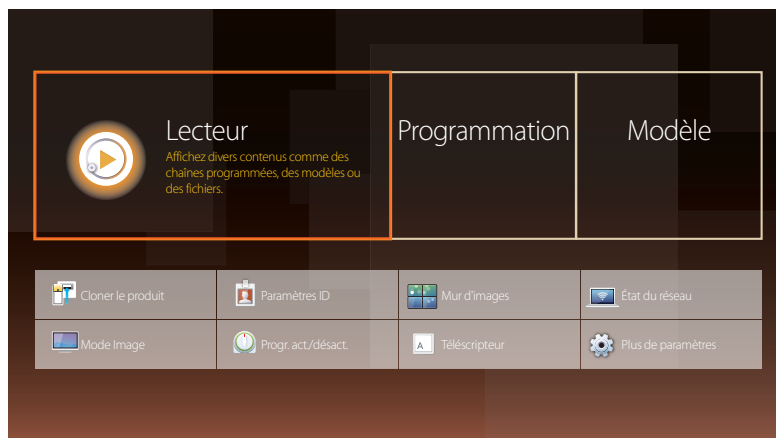 Lecteur
Affichez divers contenus comme des
chaînes programmées, des modèles ou
des fichiers.
Programmation
Modèle
Cloner le produit
Paramètres ID
Mur d'images
État du réseau
Mode Image
Progr. act./désact.
A
Téléscripteur
Plus de paramètres